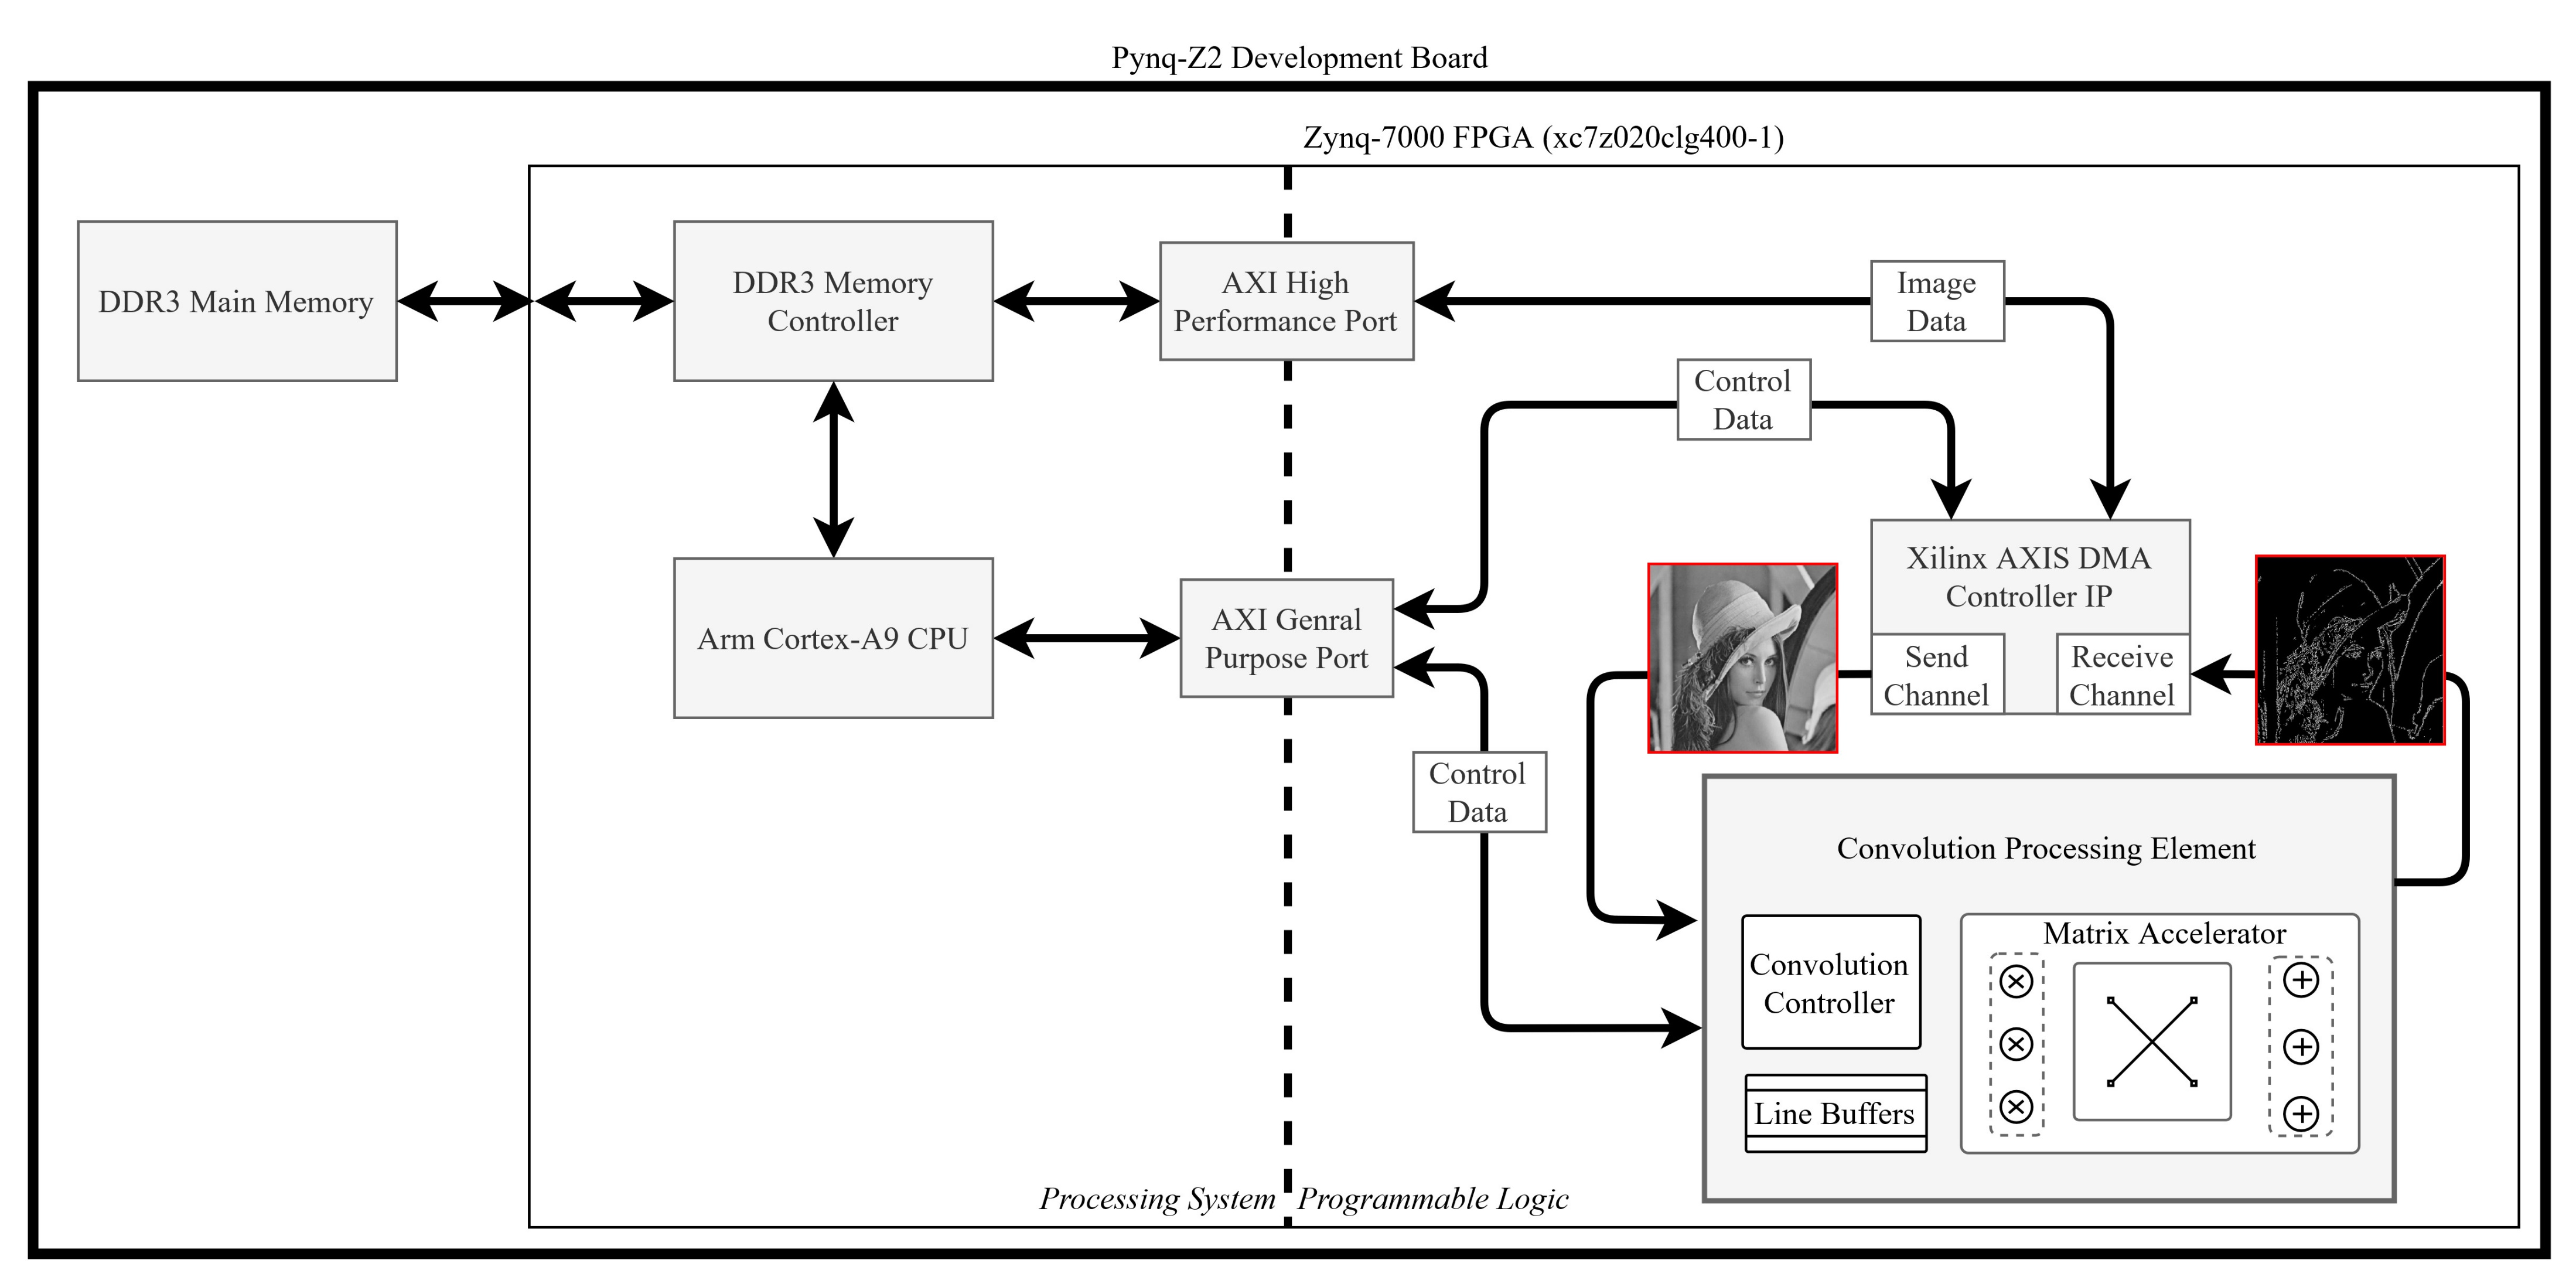 Pynq-Z2 Development Board
Zynq-7000 FPGA (xc7z020clg400-1)
DDR3 Main Memory
DDR3 Memory
Controller
AXI High
Performance Port
Image
Data
Control
Data
Xilinx AXIS DMA
Controller IP
Send
Channel
Receive
Channel
Arm Cortex-A9 CPU
AXI Genral
Purpose Port
Control
Data
Convolution Processing Element
Convolution
Controller
Line Buffers
Matrix Accelerator
Processing System
Programmable Logic